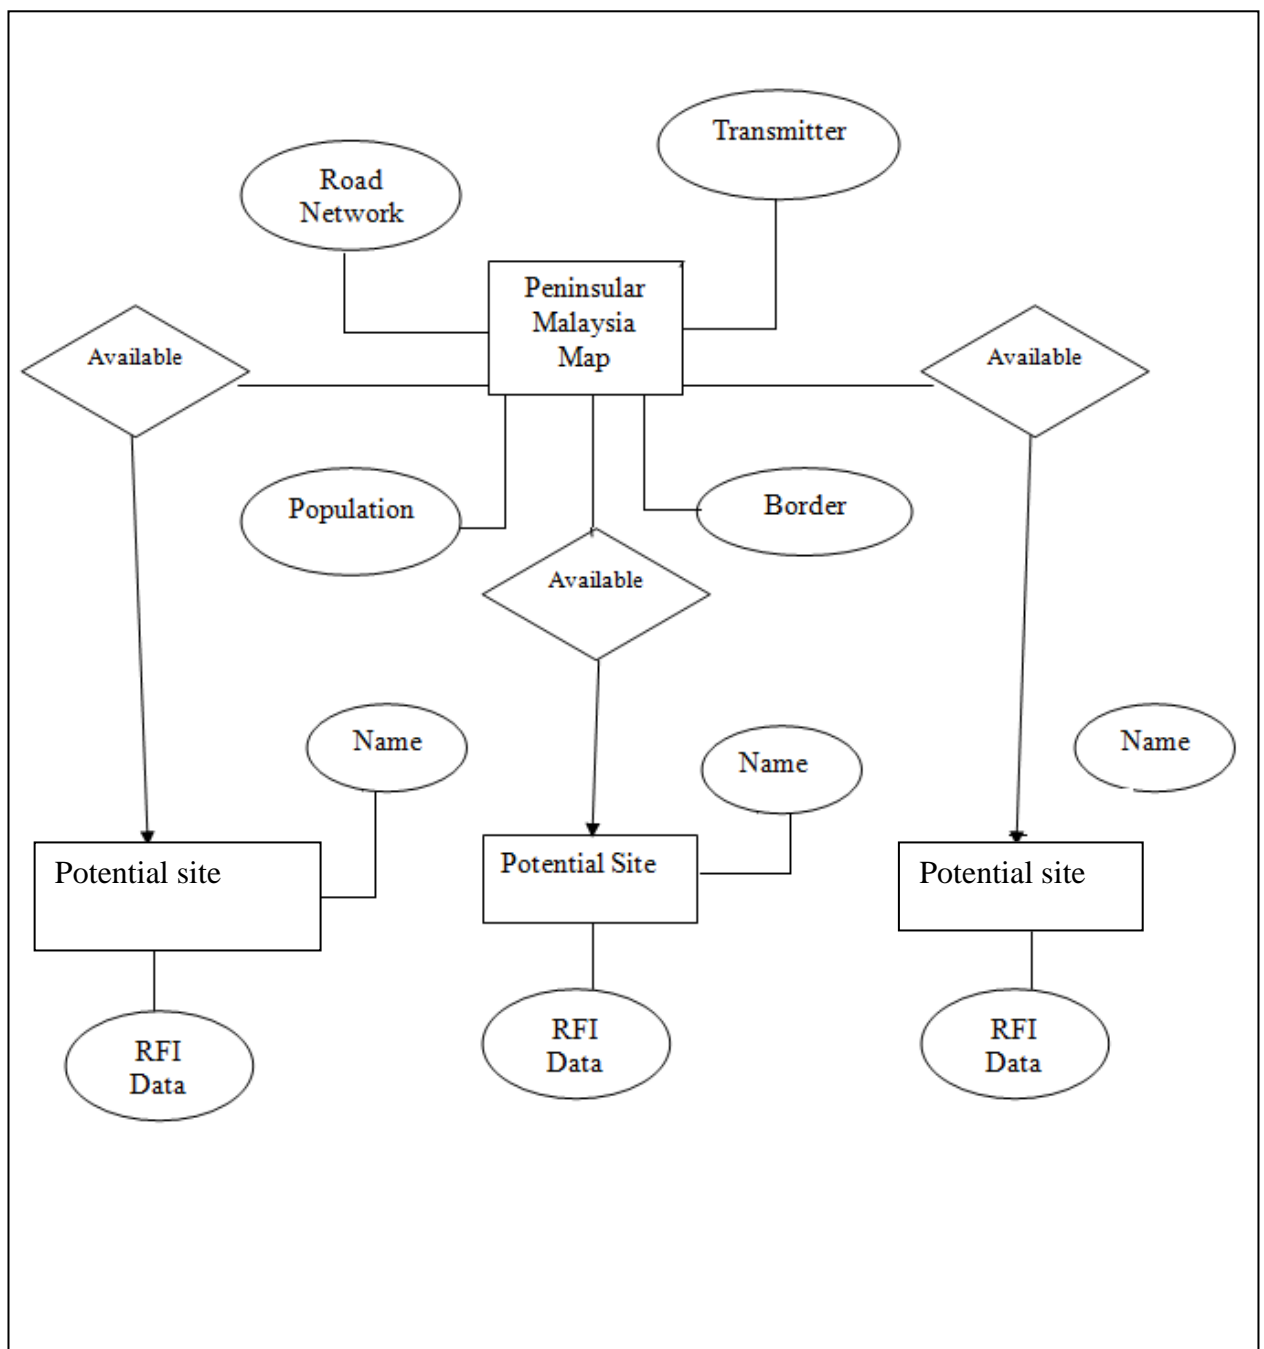 Transmitter
Road
Network
Peninsular
Malaysia
Map
Available
Available
Population
Border
Available
Name
Name
Name
Potential site
Potential Site
Potential site
RFI
Data
RFI
Data
RFI
Data